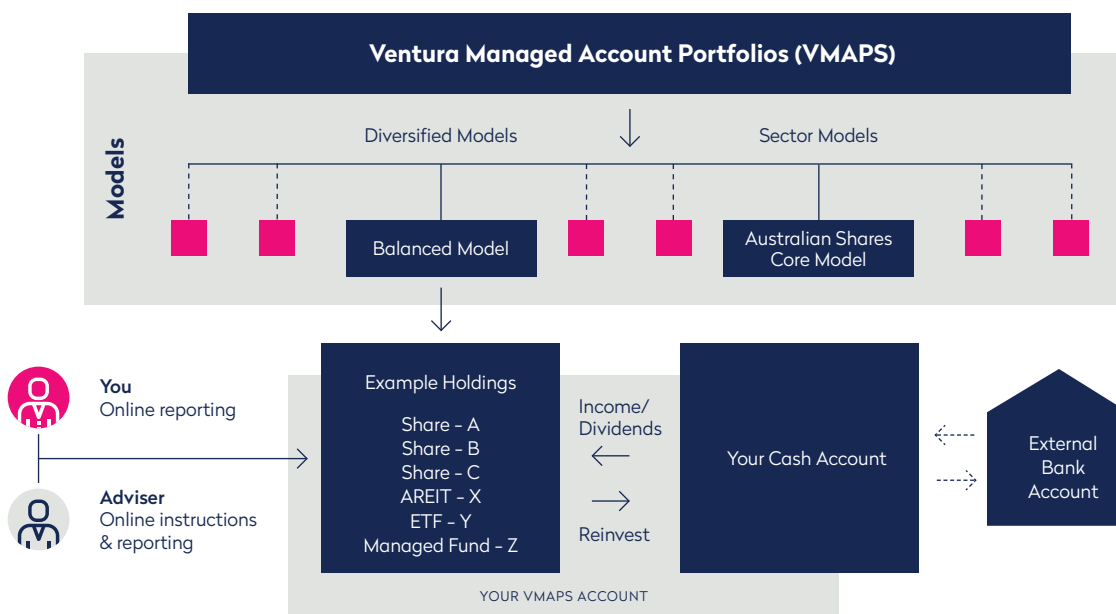 Ventura Managed Account Portfolios (VMAPS)
Models
Diversified Models
Sector Models
Balanced Model
Australian Shares
Core Model
You
Online reporting
Adviser
Online instructions
& reporting
Example Holdings
Share - A
Share - B
Share - C
AREIT - X
ETF - Y
Managed Fund - Z
Income/
Dividends
Reinvest
Your Cash Account
External
Bank
Account
YOUR VMAPS ACCOUNT